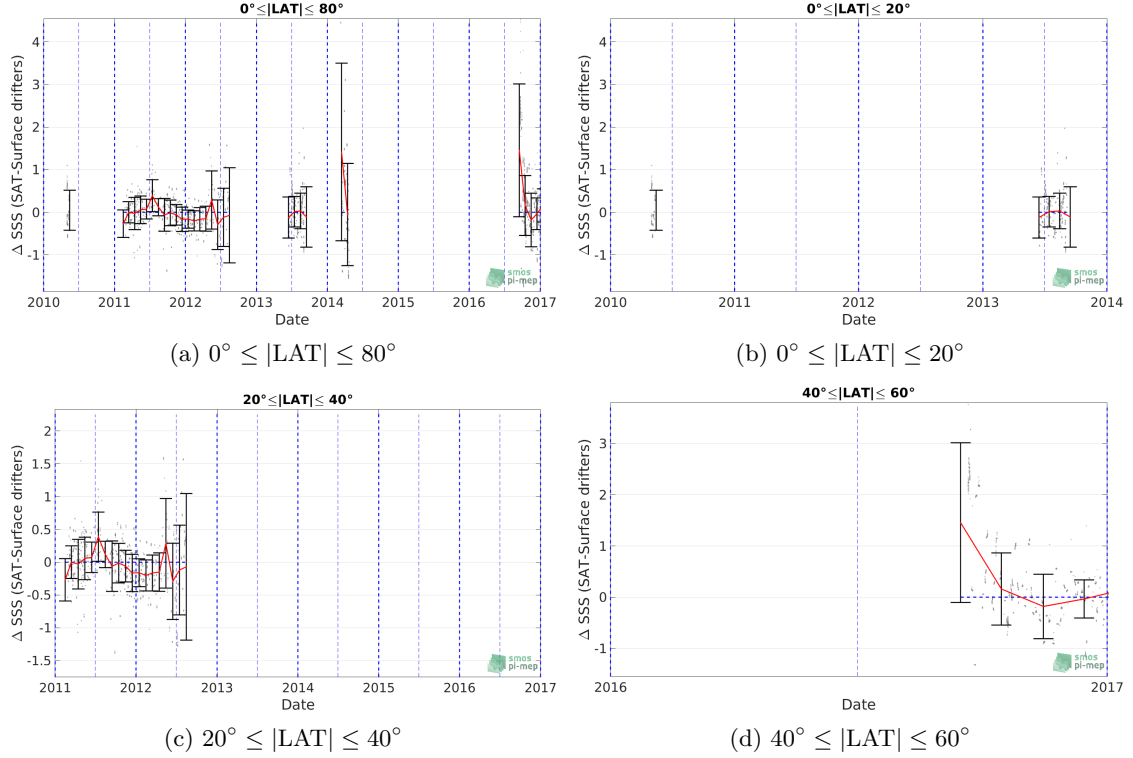 0°≤|LAT|≤ 80°
Δ SSS (SAT-Surface drifters)
4
3
2
1
0
-1
2010 2011 2012 2013 2014 2015 2016 2017
Date
smos
pi-mep
(a) 0° ≤ |LAT| ≤ 80°
0°≤|LAT|≤ 20°
Δ SSS (SAT-Surface drifters)
4
3
2
1
0
-1
2010 2011 2012 2013 2014
Date
smos
pi-mep
(b) 0° ≤ |LAT| ≤ 20°
20°≤|LAT|≤ 40°
Δ SSS (SAT-Surface drifters)
2
1.5
1
0.5
0
-0.5
-1
-1.5
2011 2012 2013 2014 2015 2016 2017
Date
smos
pi-mep
(c) 20° ≤ |LAT| ≤ 40°
40°≤|LAT|≤ 60°
Δ SSS (SAT-Surface drifters)
3
2
1
0
-1
2016 2017
Date
smos
pi-mep
(d) 40° ≤ |LAT| ≤ 60°